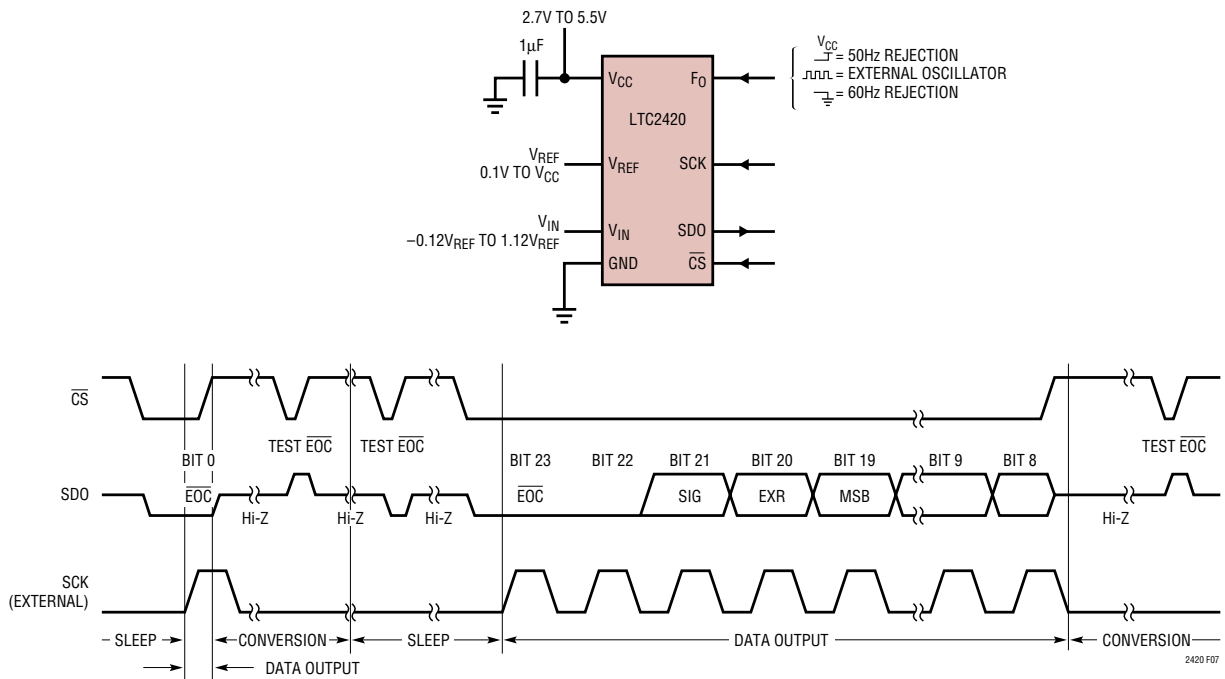 2.7V TO 5.5V
1µF
VCC
FO
LTC2420
VREF
0.1V TO VCC
VREF
SCK
VIN
–0.12VREF TO 1.12VREF
VIN
SDO
GND
CS
VCC
= 50Hz REJECTION
= EXTERNAL OSCILLATOR
= 60Hz REJECTION
CS
TEST EOC
TEST EOC
TEST EOC
BIT 0
BIT 23
BIT 22
BIT 21
BIT 20
BIT 19
BIT 9
BIT 8
SDO
EOC
EOC
SIG
EXR
MSB
Hi-Z
Hi-Z
Hi-Z
Hi-Z
SCK
(EXTERNAL)
SLEEP
CONVERSION
SLEEP
DATA OUTPUT
CONVERSION
DATA OUTPUT
2420 F07